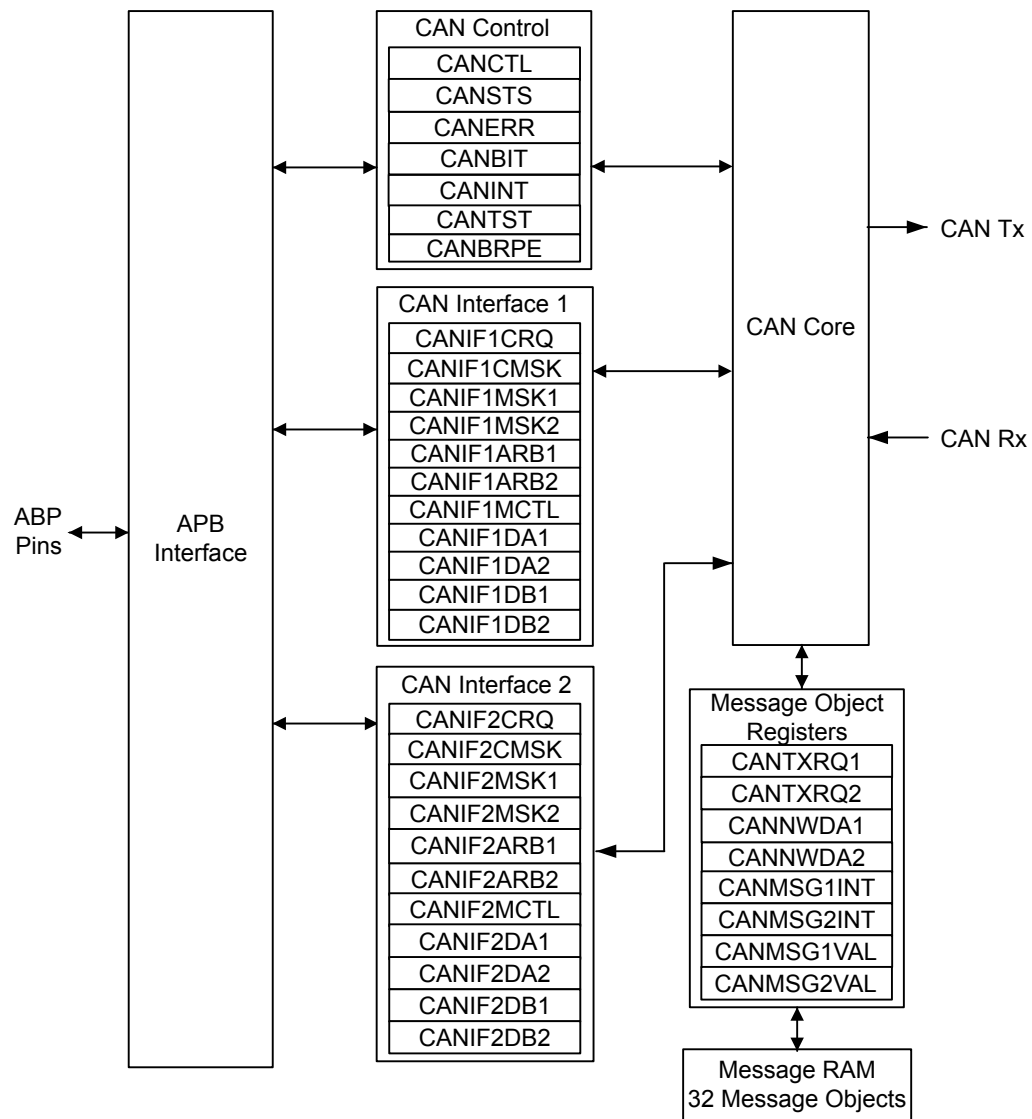 ABP
Pins
APB
Interface
CAN Control
CANCTL
CANSTS
CANERR
CANBIT
CANINT
CANTST
CANBRPE
CAN Interface 1
CANIF1CRQ
CANIF1CMSK
CANIF1MSK1
CANIF1MSK2
CANIF1ARB1
CANIF1ARB2
CANIF1MCTL
CANIF1DA1
CANIF1DA2
CANIF1DB1
CANIF1DB2
CAN Interface 2
CANIF2CRQ
CANIF2CMSK
CANIF2MSK1
CANIF2MSK2
CANIF2ARB1
CANIF2ARB2
CANIF2MCTL
CANIF2DA1
CANIF2DA2
CANIF2DB1
CANIF2DB2
CAN Core
CAN Tx
CAN Rx
Message Object
Registers
CANTXRQ1
CANTXRQ2
CANNWDA1
CANNWDA2
CANMSG1INT
CANMSG2INT
CANMSG1VAL
CANMSG2VAL
Message RAM
32 Message Objects